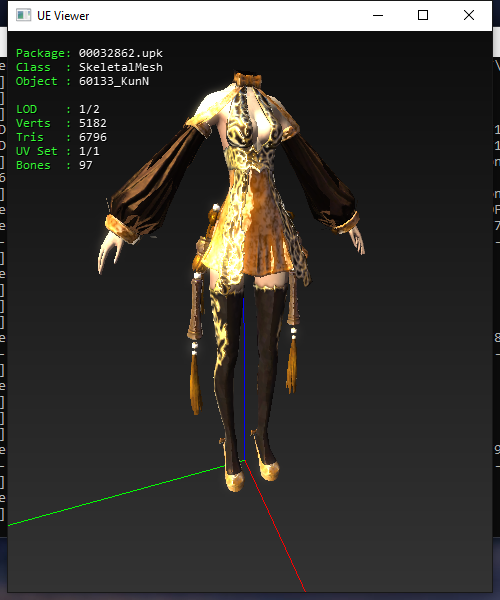 UE Viewer
Package: 00032862.upk
Class : SkeletalMesh
Object : 60133_KunN
LOD : 1/2
Verts : 5182
Tris : 6796
UV Set : 1/1
Bones : 97